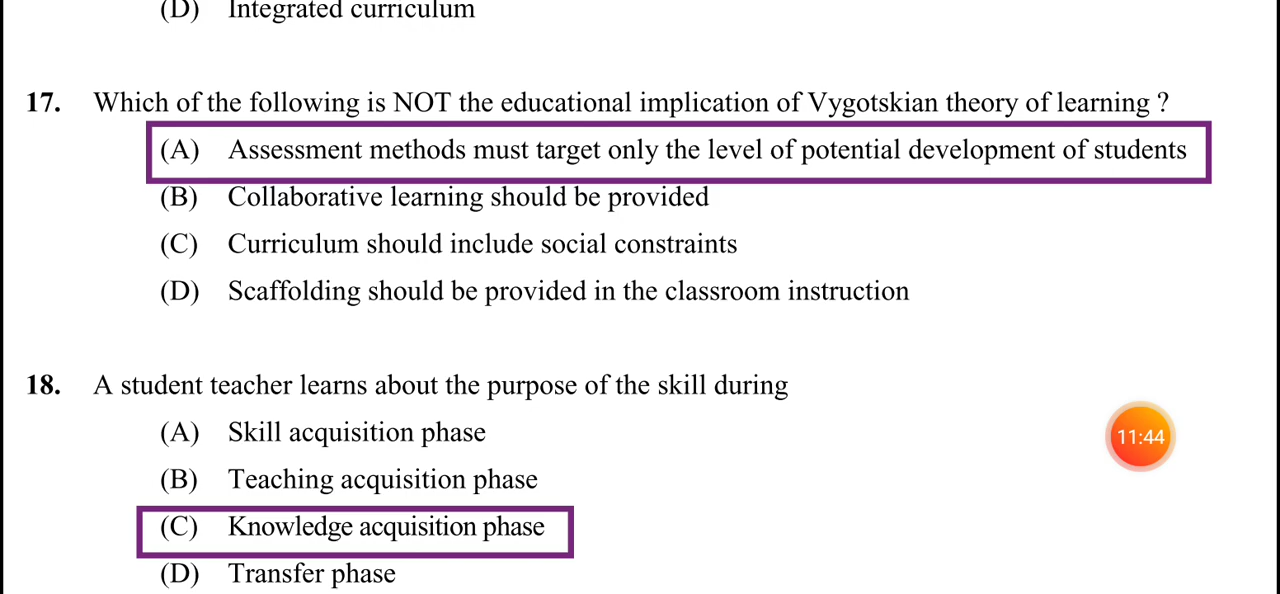 (D) Integrated curriculum
17. Which of the following is NOT the educational implication of Vygotskian theory of learning ?
(A) Assessment methods must target only the level of potential development of students
(B) Collaborative learning should be provided
(C) Curriculum should include social constraints
(D) Scaffolding should be provided in the classroom instruction
18. A student teacher learns about the purpose of the skill during
(A) Skill acquisition phase
11:44
(B) Teaching acquisition phase
(C) Knowledge acquisition phase
(D) Transfer phase